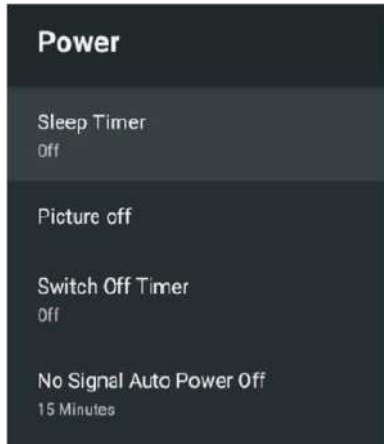 Power
Sleep Timer
Off
Picture off
Switch Off Timer
Off
No Signal Auto Power Off
15 Minutes